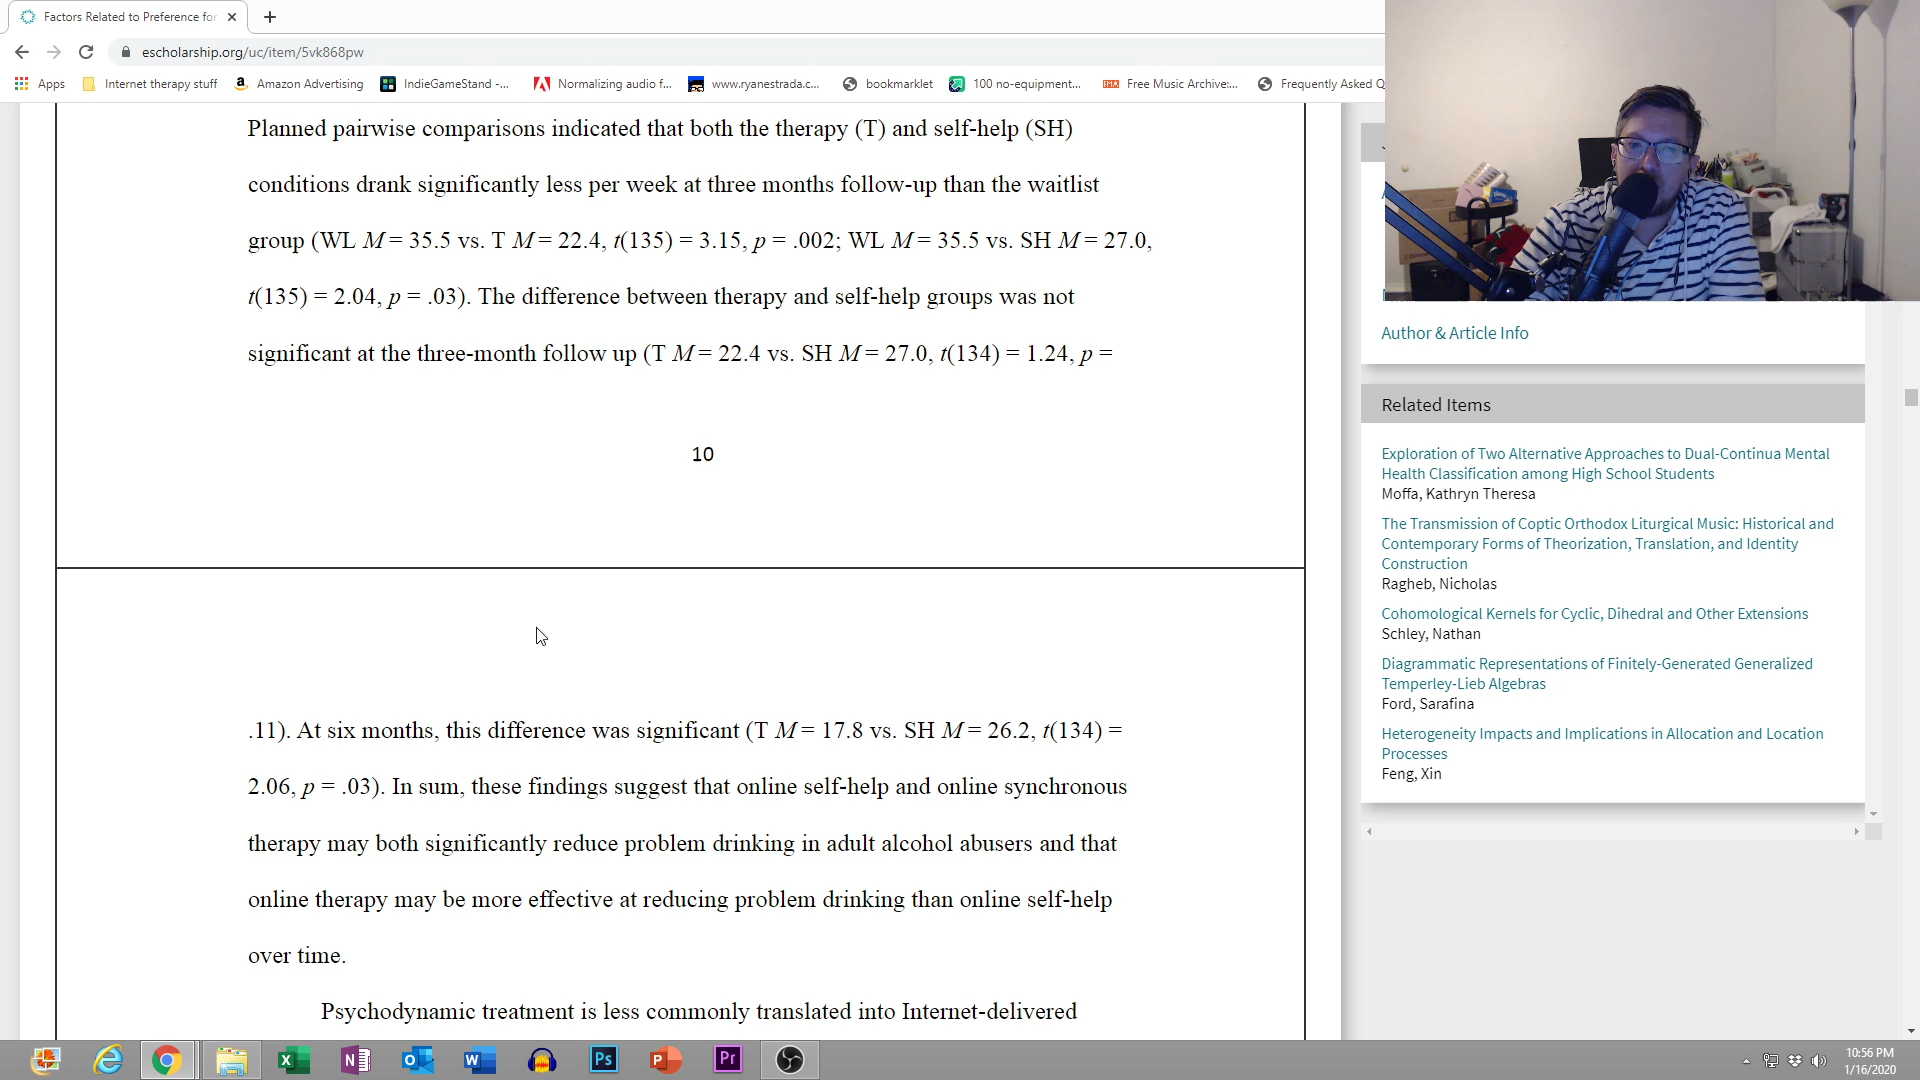 Factors Related to Preference for
escholarship.org/uc/item/5vk868pw
Apps
Internet therapy stuff
Amazon Advertising
IndieGameStand -...
Normalizing audio f...
www.ryanestrada.c...
bookmarklet
100 no-equipment...
Free Music Archive:...
Frequently Asked Q
Planned pairwise comparisons indicated that both the therapy (T) and self-help (SH)
conditions drank significantly less per week at three months follow-up than the waitlist
group (WL M = 35.5 vs. T M = 22.4, t(135) = 3.15, p = .002; WL M = 35.5 vs. SH M = 27.0,
t(135) = 2.04, p = .03). The difference between therapy and self-help groups was not
significant at the three-month follow up (T M = 22.4 vs. SH M = 27.0, t(134) = 1.24, p =
10
.11). At six months, this difference was significant (T M = 17.8 vs. SH M = 26.2, t(134) =
2.06, p = .03). In sum, these findings suggest that online self-help and online synchronous
therapy may both significantly reduce problem drinking in adult alcohol abusers and that
online therapy may be more effective at reducing problem drinking than online self-help
over time.
Psychodynamic treatment is less commonly translated into Internet-delivered
Author & Article Info
Related Items
Exploration of Two Alternative Approaches to Dual-Continua Mental
Health Classification among High School Students
Moffa, Kathryn Theresa
The Transmission of Coptic Orthodox Liturgical Music: Historical and
Contemporary Forms of Theorization, Translation, and Identity
Construction
Ragheb, Nicholas
Cohomological Kernels for Cyclic, Dihedral and Other Extensions
Schley, Nathan
Diagrammatic Representations of Finitely-Generated Generalized
Temperley-Lieb Algebras
Ford, Sarafina
Heterogeneity Impacts and Implications in Allocation and Location
Processes
Feng, Xin
Ps
Pr
10:56 PM
1/16/2020